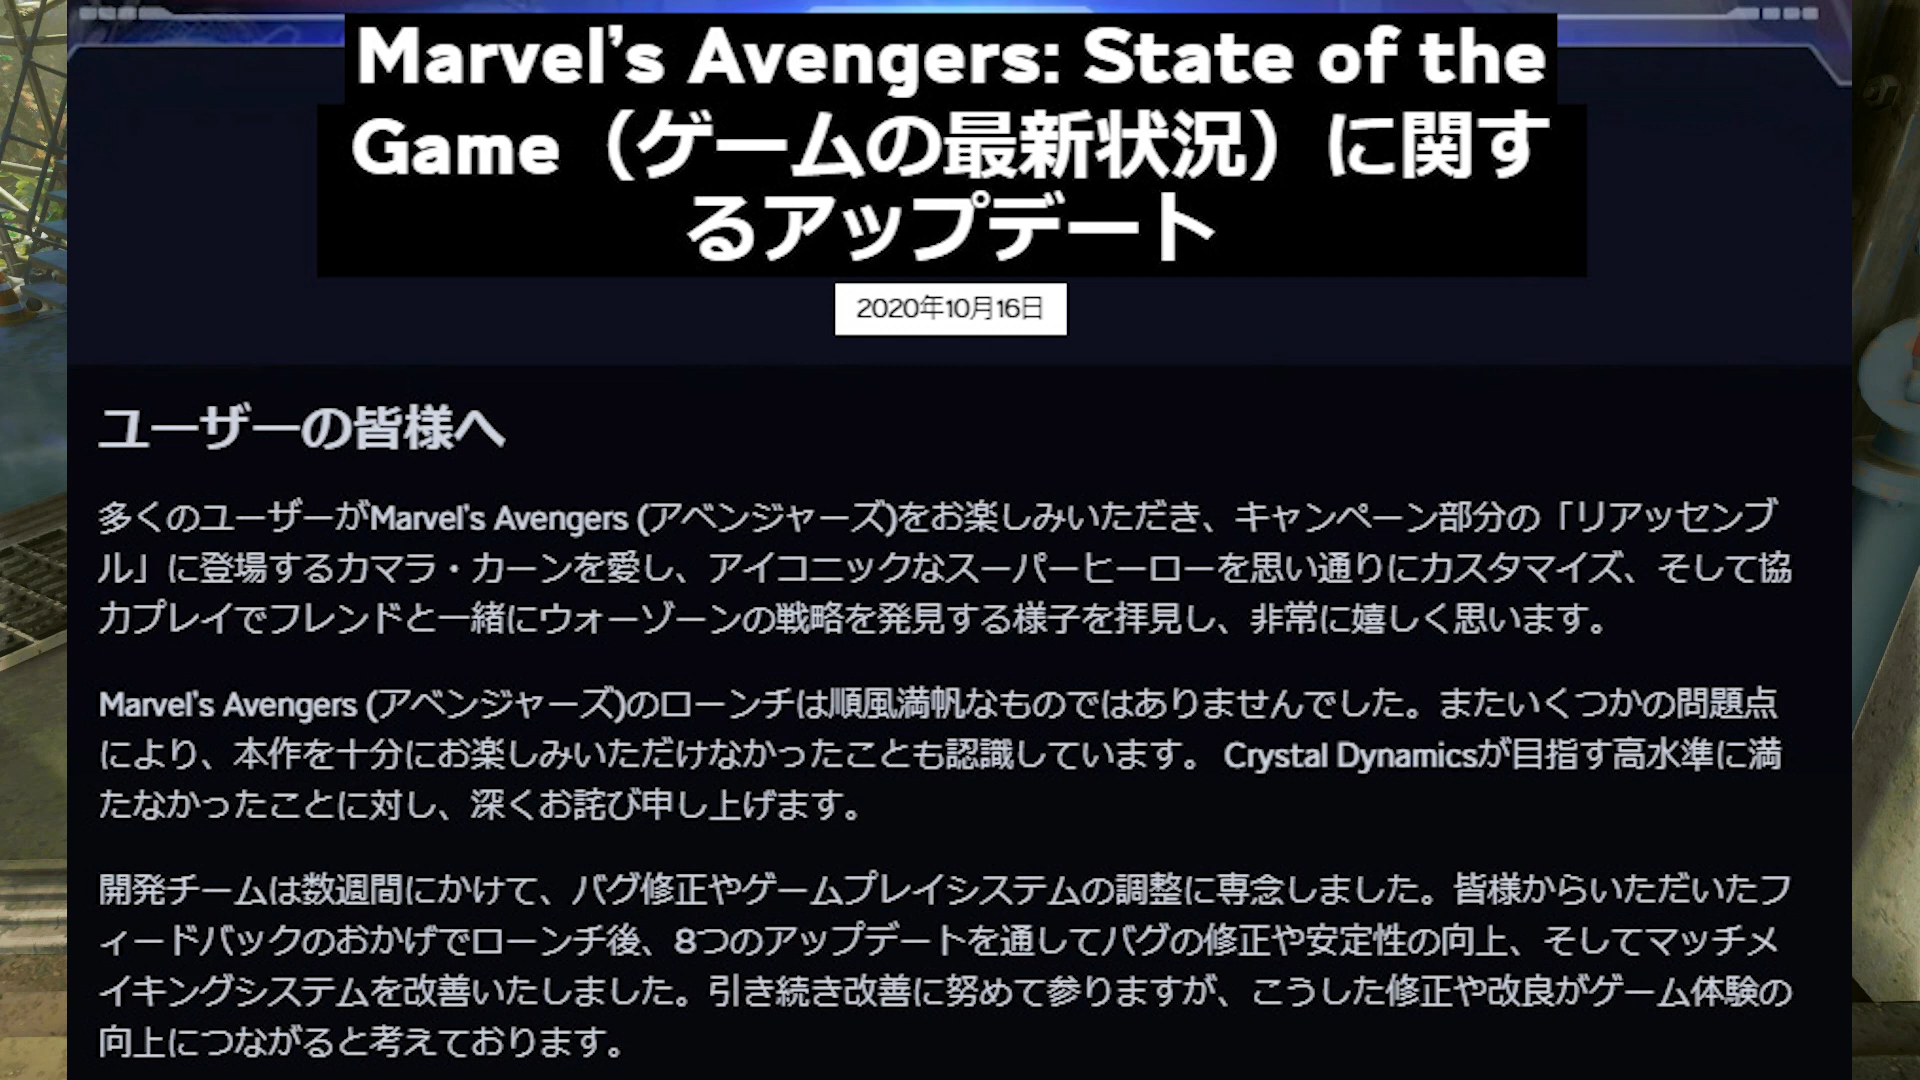 Marvel’s Avengers: State of the
Game（ゲームの最新状況）に関す
るアップデート
2020年10月16日
ユーザーの皆様へ
多くのユーザーがMarvel's Avengers (アベンジャーズ)をお楽しみいただき、キャンペーン部分の「リアッセンブ
ル」に登場するカマラ・カーンを愛し、アイコニックなスーパーヒーローを思い通りにカスタマイズ、そして協
力プレイでフレンドと一緒にウォーゾーンの戦略を発見する様子を拝見し、非常に嬉しく思います。
Marvel's Avengers (アベンジャーズ)のローンチは順風満帆なものではありませんでした。またいくつかの問題点
により、本作を十分にお楽しみいただけなかったことも認識しています。 Crystal Dynamicsが目指す高水準に満
たなかったことに対し、深くお詫び申し上げます。
開発チームは数週間にかけて、バグ修正やゲームプレイシステムの調整に専念しました。皆様からいただいたフ
ィードバックのおかげでローンチ後、8つのアップデートを通してバグの修正や安定性の向上、そしてマッチメ
イキングシステムを改善いたしました。引き続き改善に努めて参りますが、こうした修正や改良がゲーム体験の
向上につながると考えております。